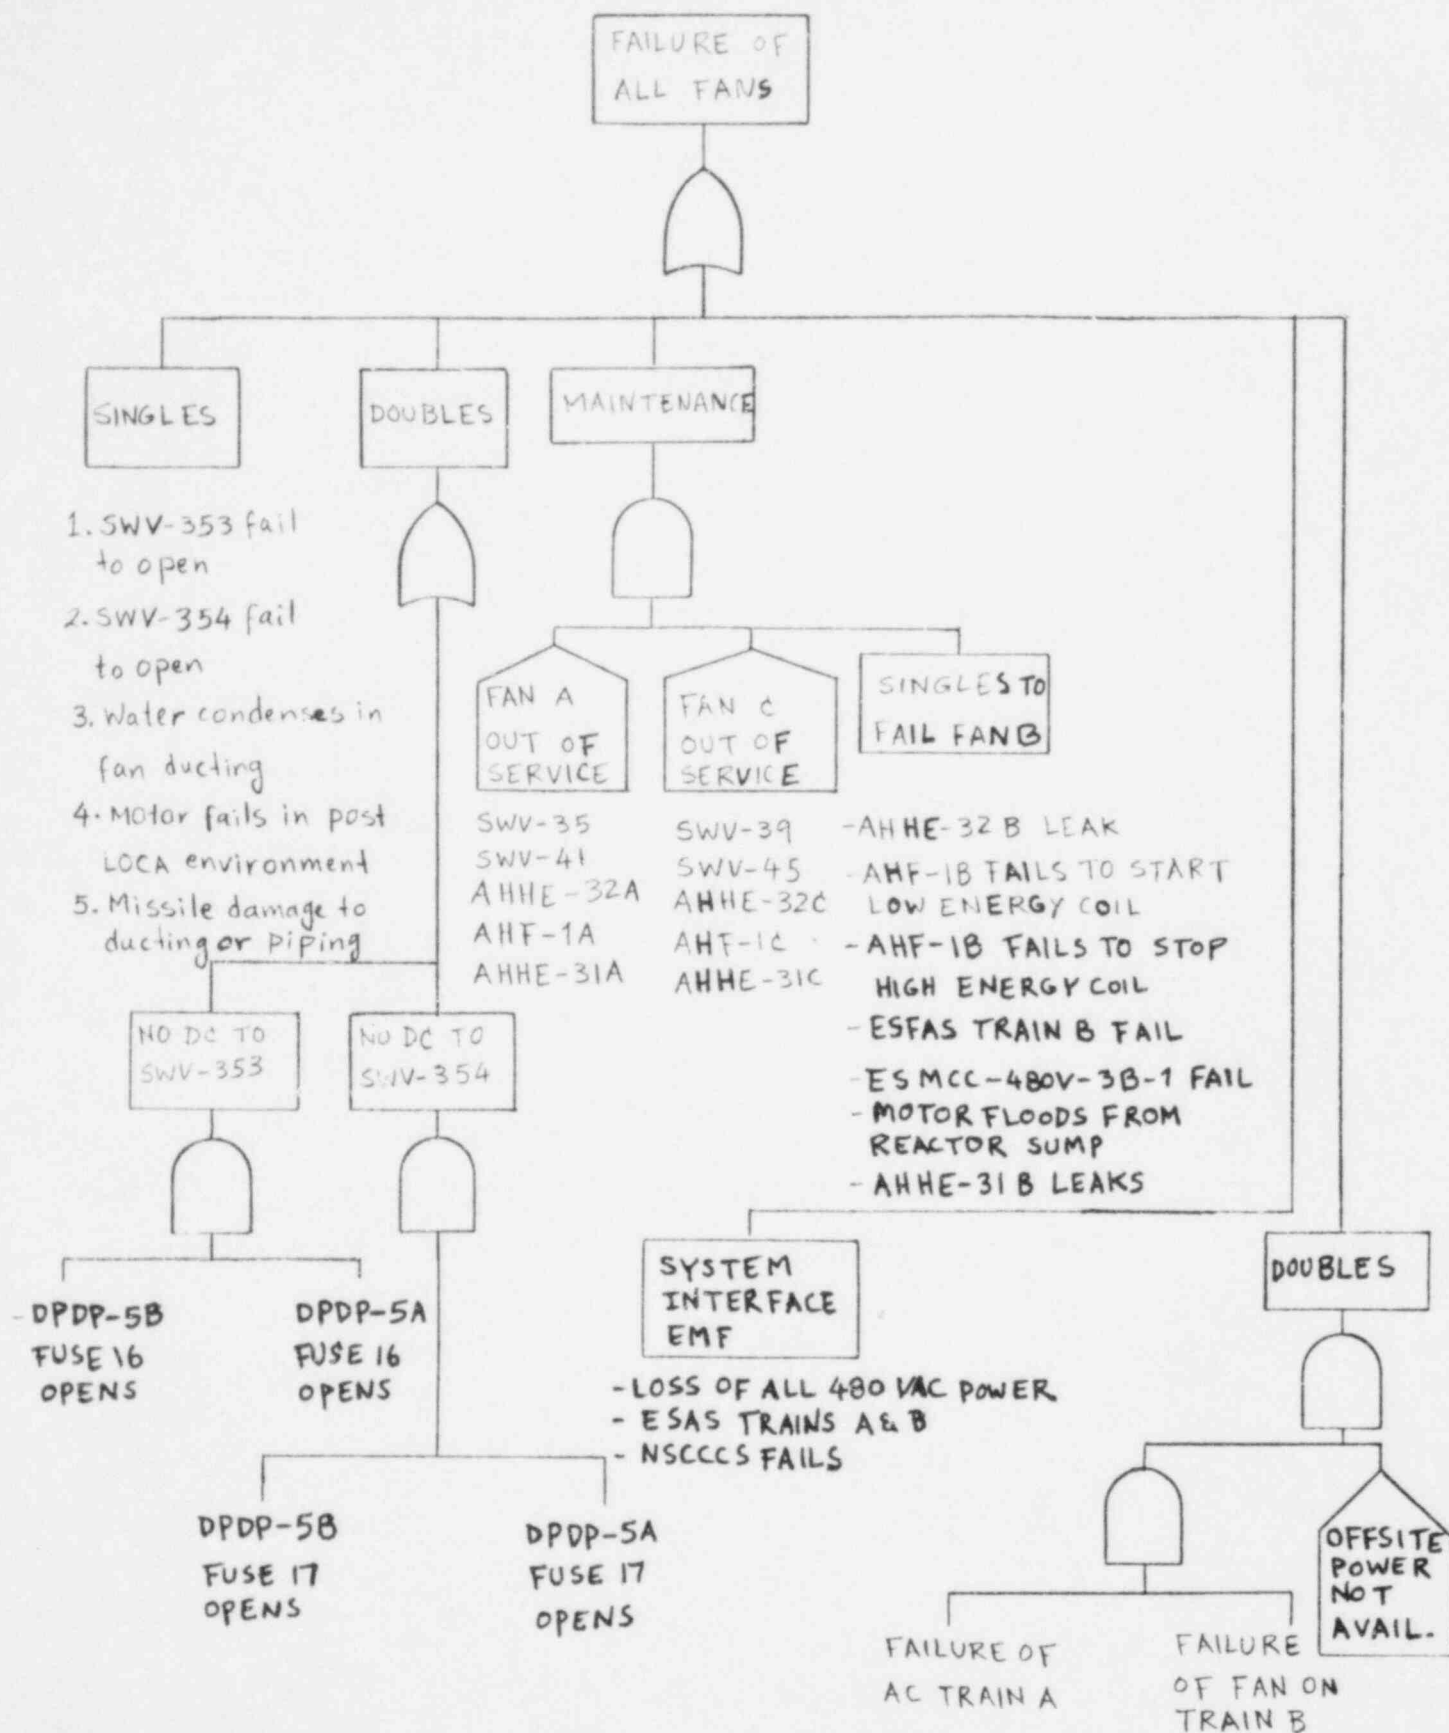 FAILURE OF
ALL FANS
SINGLES
DOUBLES
MAINTENANCE
1. SWV-353 fail
to open
2. SWV-354 fail
to open
3. Water condenses in
fan ducting
4. Motor fails in post
LOCA environment
5. Missile damage to
ducting or piping
FAN A
OUT OF
SERVICE
SWV-35
SWV-41
AHHE-32A
AHF-1A
AHHE-31A
FAN C
OUT OF
SERVICE
SWV-39
SWV-45
AHHE-32C
AHF-1C
AHHE-31C
SINGLES TO
FAIL FAN B
-AHHE-32B LEAK
-AHF-1B FAILS TO START
LOW ENERGY COIL
-AHF-1B FAILS TO STOP
HIGH ENERGY COIL
-ESFAS TRAIN B FAIL
-ES MCC-480V-3B-1 FAIL
-MOTOR FLOODS FROM
REACTOR SUMP
-AHHE-31B LEAKS
NO DC TO
SWV-353
NO DC TO
SWV-354
DPDP-5B
FUSE 16
OPENS
DPDP-5A
FUSE 16
OPENS
DPDP-5B
FUSE 17
OPENS
DPDP-5A
FUSE 17
OPENS
SYSTEM
INTERFACE
EMF
-LOSS OF ALL 480 VAC POWER
- ESAS TRAINS A & B
- NSCCCS FAILS
DOUBLES
OFFSITE
POWER
NOT
AVAIL.
FAILURE OF
AC TRAIN A
FAILURE
OF FAN ON
TRAIN B